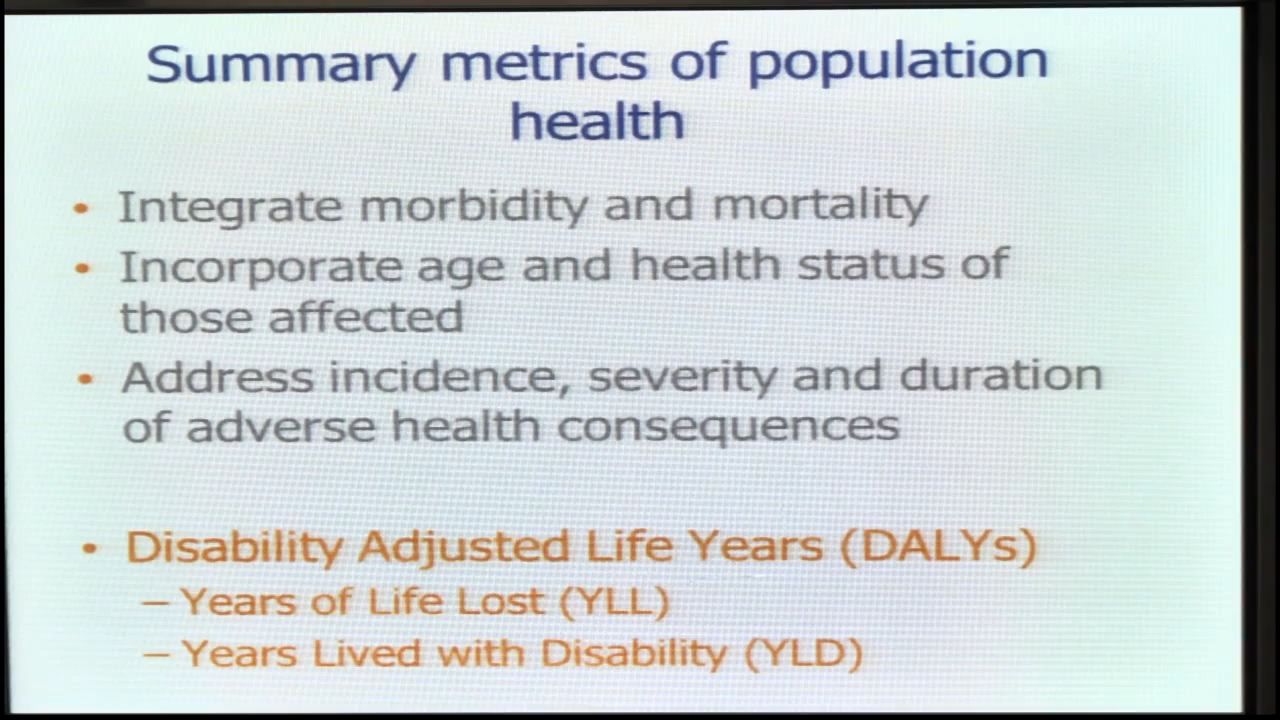 Summary metrics of population
health
• Integrate morbidity and mortality
• Incorporate age and health status of
those affected
• Address incidence, severity and duration
of adverse health consequences
• Disability Adjusted Life Years (DALYs)
– Years of Life Lost (YLL)
– Years Lived with Disability (YLD)